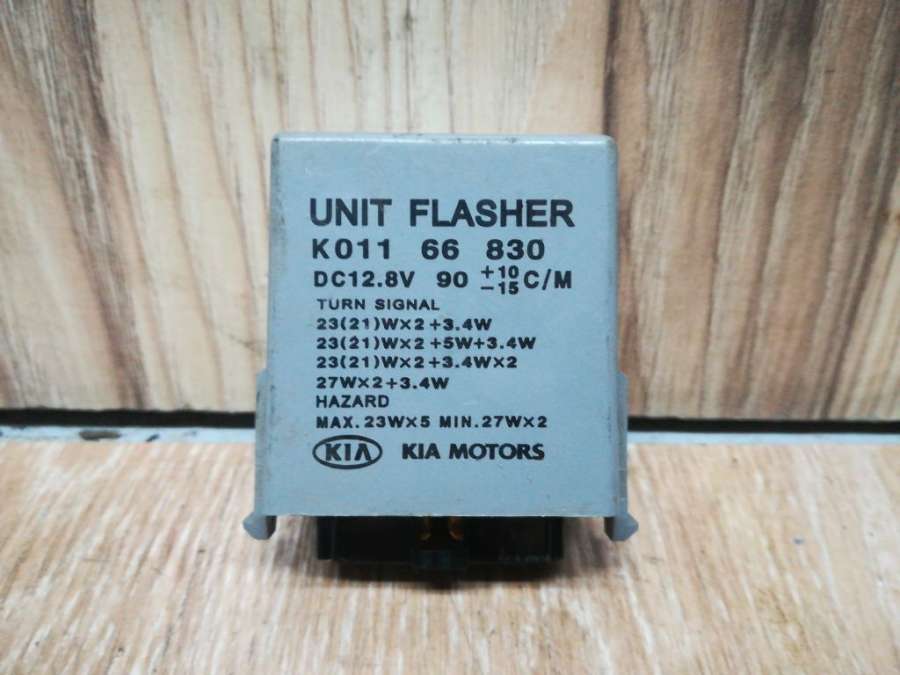 UNIT FLASHER
K011 66 830
DC12.8V 90 +10 -15 C/M
TURN SIGNAL
23(21)W×2+3.4W
23(21)W×2+5W+3.4W
23(21)W×2+3.4W×2
27W×2+3.4W
HAZARD
MAX.23W×5 MIN.27W×2
KIA KIA MOTORS